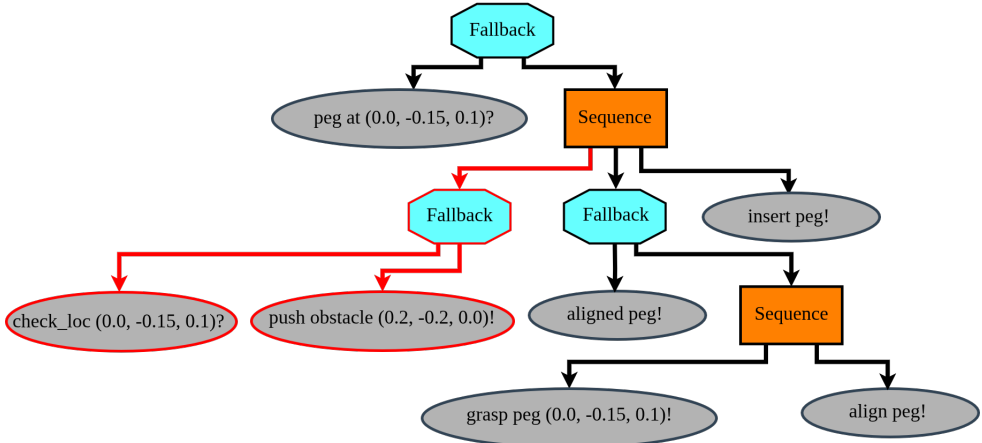 Fallback
peg at (0.0, -0.15, 0.1)?
Sequence
Fallback
Fallback
insert peg!
check_loc (0.0, -0.15, 0.1)?
push obstacle (0.2, -0.2, 0.0)!
aligned peg!
Sequence
grasp peg (0.0, -0.15, 0.1)!
align peg!